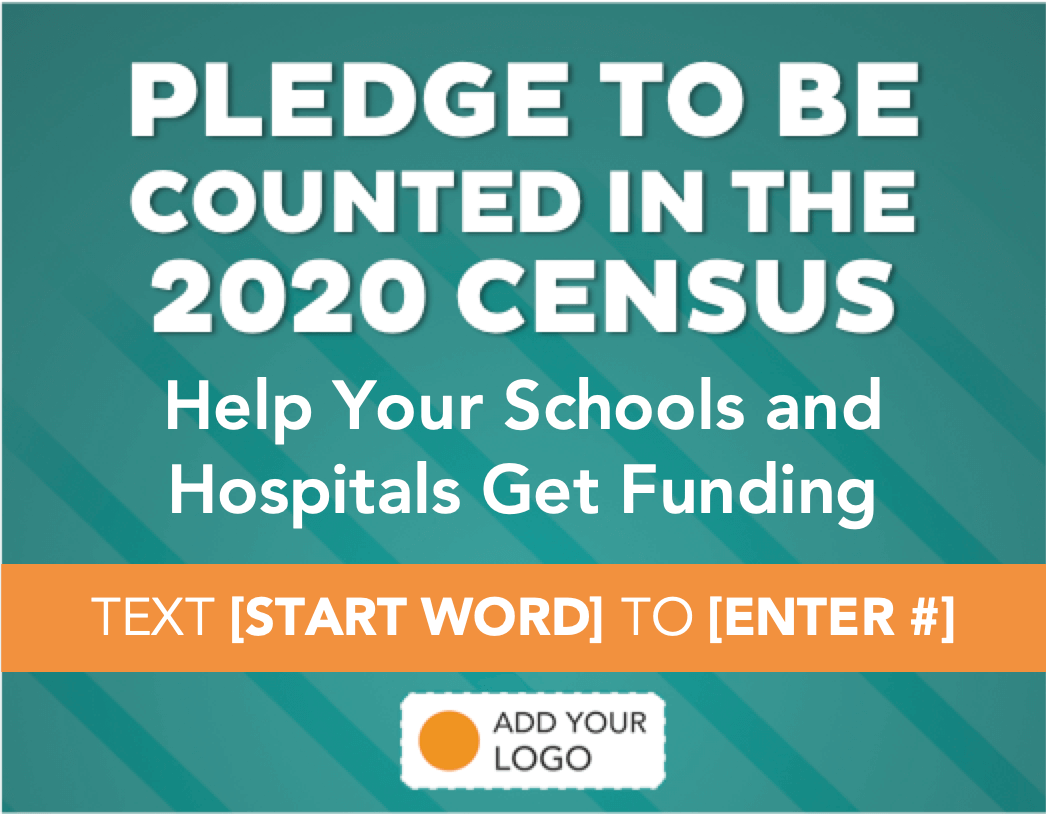 PLEDGE TO BE
COUNTED IN THE
2020 CENSUS
Help Your Schools and
Hospitals Get Funding
TEXT [START WORD] TO [ENTER #]
ADD YOUR
LOGO